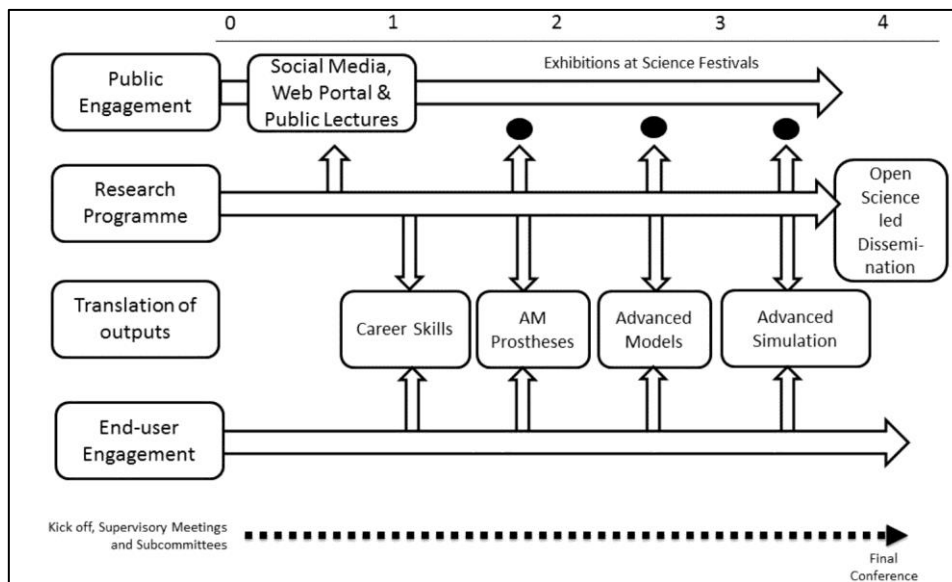 0 1 2 3 4
Public
Engagement
Social Media,
Web Portal &
Public Lectures
Exhibitions at Science Festivals
Research
Programme
Open
Science
led
Dissemi-
nation
Translation of
outputs
Career Skills
AM
Prostheses
Advanced
Models
Advanced
Simulation
End-user
Engagement
Kick off, Supervisory Meetings
and Subcommittees
Final
Conference